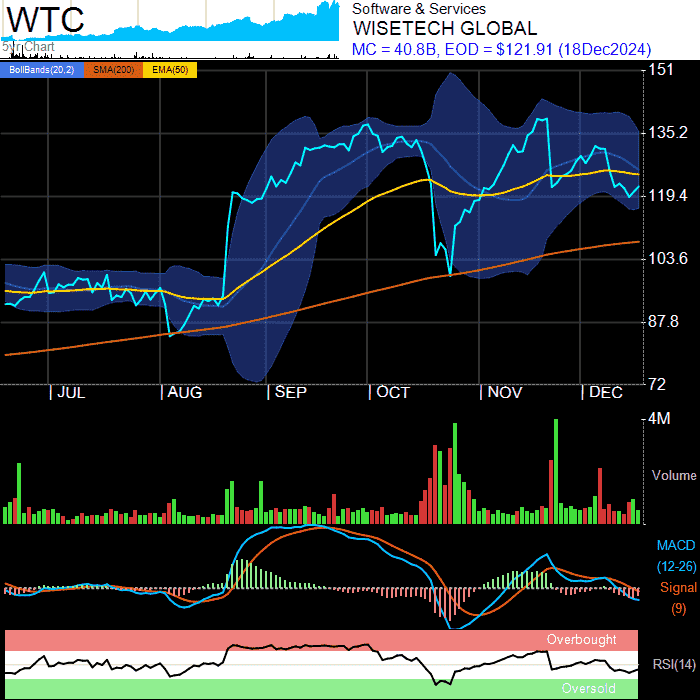 WTC
5yr Chart
Software & Services
WISETECH GLOBAL
MC = 40.8B, EOD = $121.91 (18Dec2024)
BollBands(20,2) SMA(200) EMA(50)
151
135.2
119.4
103.6
87.8
72
JUL AUG SEP OCT NOV DEC
4M
Volume
MACD
(12-26)
Signal
(9)
Overbought
RSI(14)
Oversold